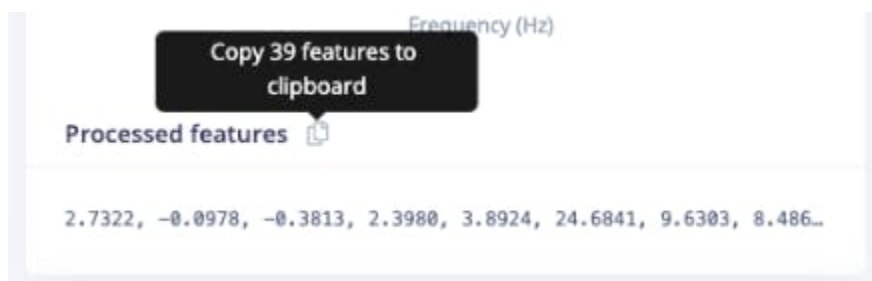 Frequency (Hz)
Copy 39 features to
clipboard
Processed features
2.7322, −0.0978, −0.3813, 2.3980, 3.8924, 24.6841, 9.6303, 8.486…